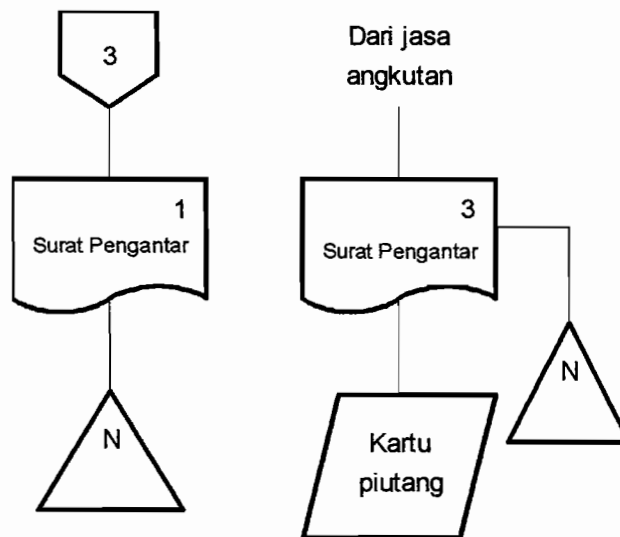 3
1
Surat Pengantar
N
Dari jasa
angkutan
3
Surat Pengantar
N
Kartu
piutang